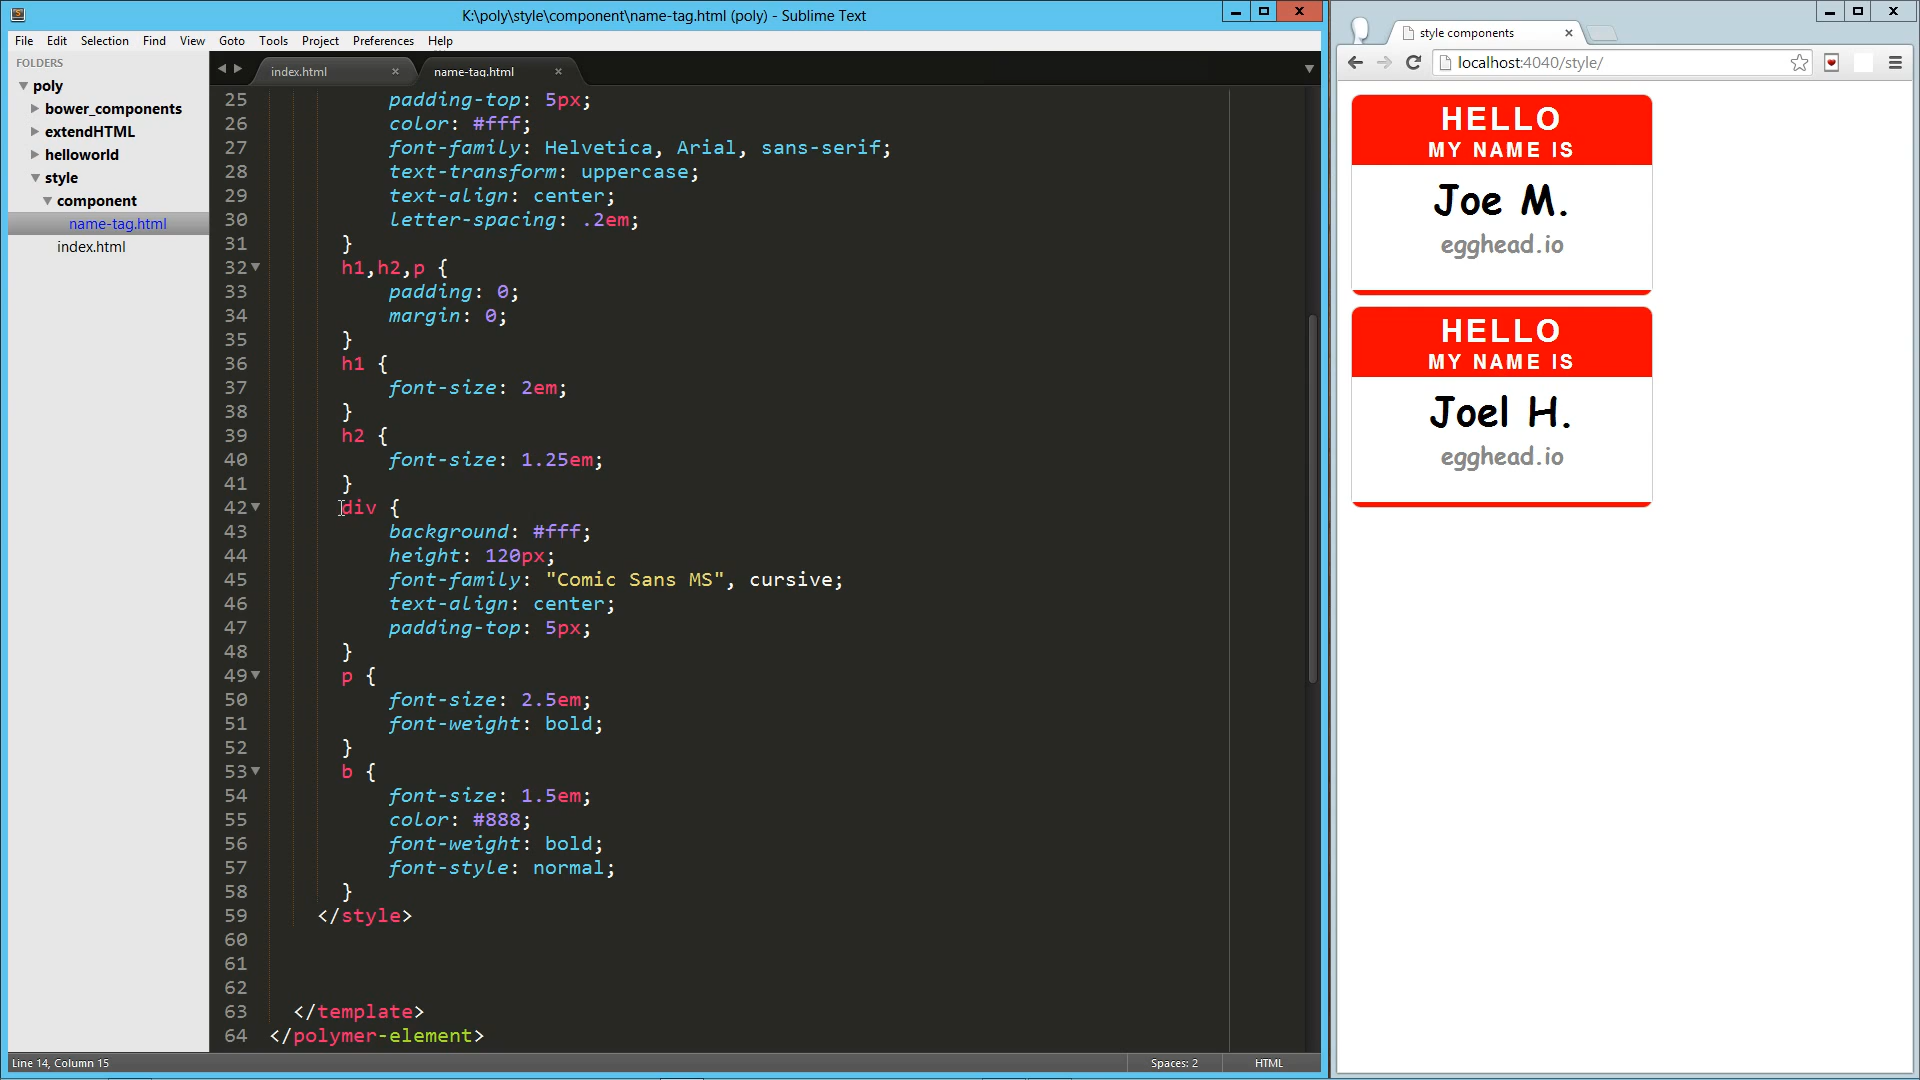 K:\poly\style\component\name-tag.html (poly) - Sublime Text
File Edit Selection Find View Goto Tools Project Preferences Help
FOLDERS
poly
bower_components
extendHTML
helloworld
style
component
name-tag.html
index.html
index.html
name-tag.html
25 padding-top: 5px;
26 color: #fff;
27 font-family: Helvetica, Arial, sans-serif;
28 text-transform: uppercase;
29 text-align: center;
30 letter-spacing: .2em;
31 }
32 h1,h2,p {
33 padding: 0;
34 margin: 0;
35 }
36 h1 {
37 font-size: 2em;
38 }
39 h2 {
40 font-size: 1.25em;
41 }
42 div {
43 background: #fff;
44 height: 120px;
45 font-family: "Comic Sans MS", cursive;
46 text-align: center;
47 padding-top: 5px;
48 }
49 p {
50 font-size: 2.5em;
51 font-weight: bold;
52 }
53 b {
54 font-size: 1.5em;
55 color: #888;
56 font-weight: bold;
57 font-style: normal;
58 }
59 </style>
60
61
62
63 </template>
64 </polymer-element>
Line 14, Column 15
Spaces: 2
HTML
style components
localhost:4040/style/
HELLO
MY NAME IS
Joe M.
egghead.io
HELLO
MY NAME IS
Joel H.
egghead.io